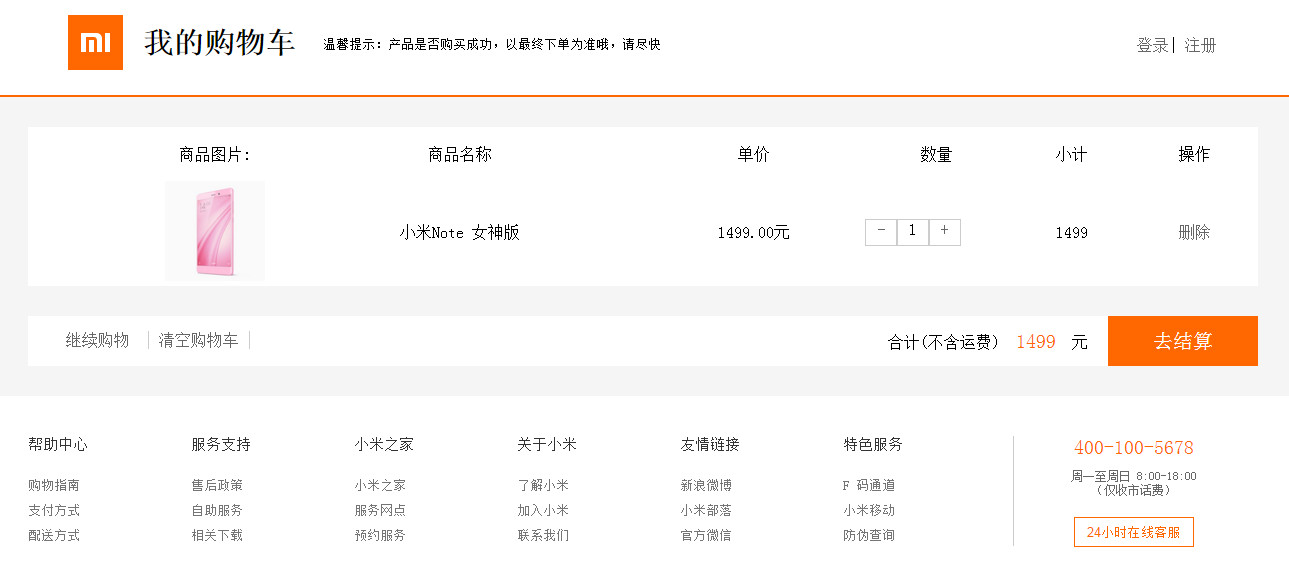 我的购物车 温馨提示：产品是否购买成功，以最终下单为准哦，请尽快 登录| 注册
商品图片: 商品名称 单价 数量 小计 操作
小米Note 女神版 1499.00元 - 1 + 1499 删除
继续购物 清空购物车 合计(不含运费) 1499 元 去结算
帮助中心 服务支持 小米之家 关于小米 友情链接 特色服务 400-100-5678
购物指南 售后政策 小米之家 了解小米 新浪微博 F 码通道 周一至周日 8:00-18:00
（仅收市话费）
支付方式 自助服务 服务网点 加入小米 小米部落 小米移动
配送方式 相关下载 预约服务 联系我们 官方微信 防伪查询 24小时在线客服